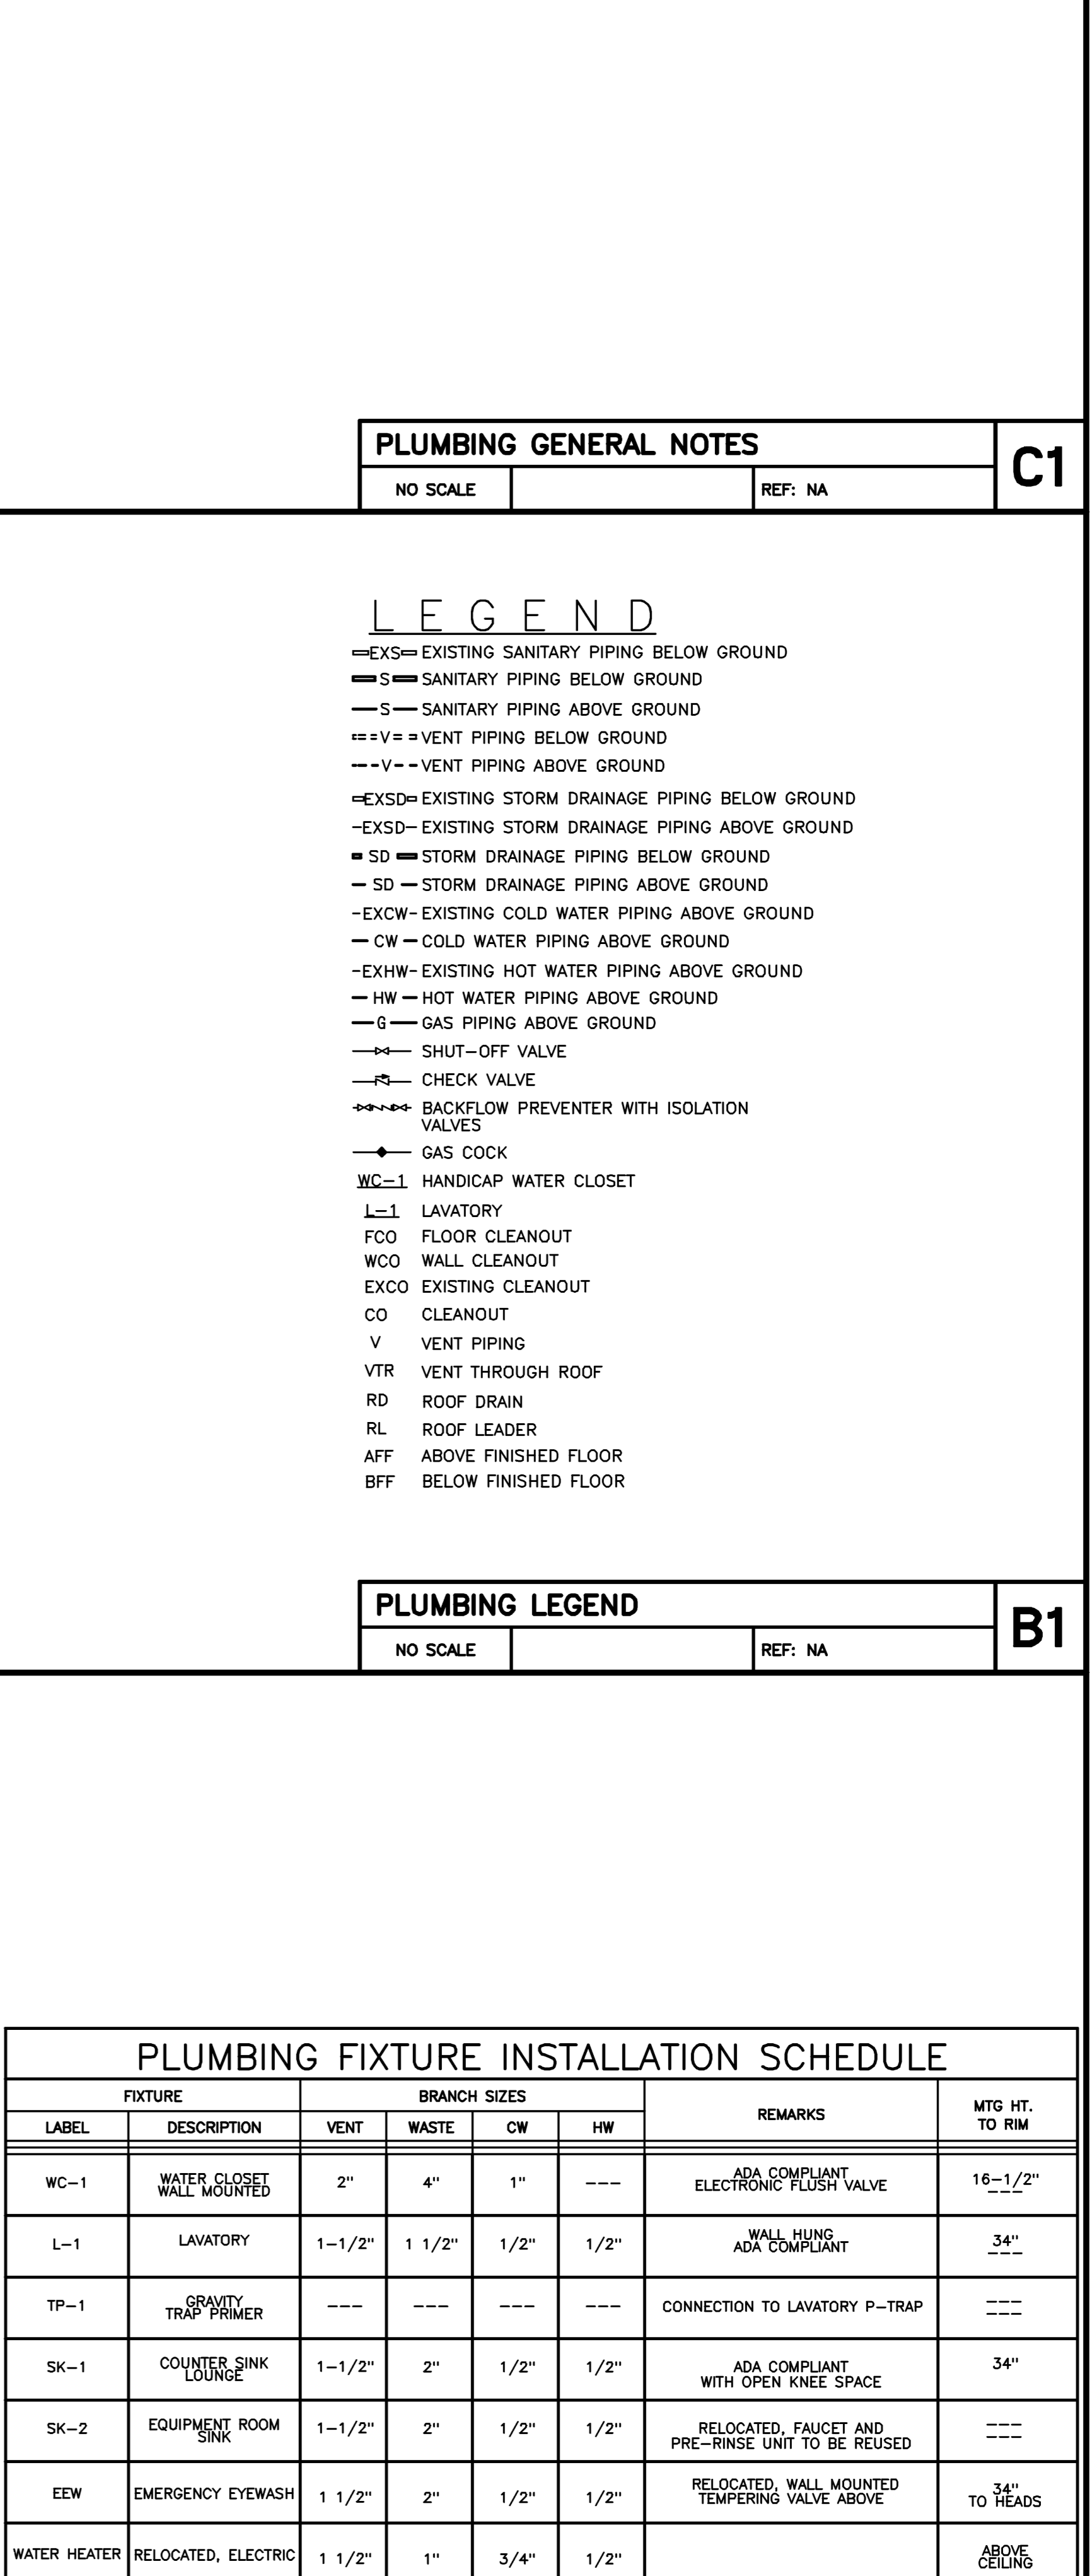 PLUMBING GENERAL NOTES
C1
NO SCALE REF: NA
LEGEND
EXS EXISTING SANITARY PIPING BELOW GROUND
S SANITARY PIPING BELOW GROUND
S SANITARY PIPING ABOVE GROUND
V VENT PIPING BELOW GROUND
V VENT PIPING ABOVE GROUND
EXSD EXISTING STORM DRAINAGE PIPING BELOW GROUND
EXSD EXISTING STORM DRAINAGE PIPING ABOVE GROUND
SD STORM DRAINAGE PIPING BELOW GROUND
SD STORM DRAINAGE PIPING ABOVE GROUND
EXCW EXISTING COLD WATER PIPING ABOVE GROUND
CW COLD WATER PIPING ABOVE GROUND
EXHW EXISTING HOT WATER PIPING ABOVE GROUND
HW HOT WATER PIPING ABOVE GROUND
G GAS PIPING ABOVE GROUND
SHUT-OFF VALVE
CHECK VALVE
BACKFLOW PREVENTER WITH ISOLATION
VALVES
GAS COCK
WC-1 HANDICAP WATER CLOSET
L-1 LAVATORY
FCO FLOOR CLEANOUT
WCO WALL CLEANOUT
EXCO EXISTING CLEANOUT
CO CLEANOUT
V VENT PIPING
VTR VENT THROUGH ROOF
RD ROOF DRAIN
RL ROOF LEADER
AFF ABOVE FINISHED FLOOR
BFF BELOW FINISHED FLOOR
PLUMBING LEGEND
B1
NO SCALE REF: NA
PLUMBING FIXTURE INSTALLATION SCHEDULE
FIXTURE BRANCH SIZES REMARKS MTG HT.
TO RIM
LABEL DESCRIPTION VENT WASTE CW HW
WC-1 WATER CLOSET
WALL MOUNTED 2" 4" 1" --- ADA COMPLIANT
ELECTRONIC FLUSH VALVE 16-1/2"
---
L-1 LAVATORY 1-1/2" 1 1/2" 1/2" 1/2" WALL HUNG
ADA COMPLIANT 34"
---
TP-1 GRAVITY
TRAP PRIMER --- --- --- --- CONNECTION TO LAVATORY P-TRAP ---
---
SK-1 COUNTER SINK
LOUNGE 1-1/2" 2" 1/2" 1/2" ADA COMPLIANT
WITH OPEN KNEE SPACE 34"
SK-2 EQUIPMENT ROOM
SINK 1-1/2" 2" 1/2" 1/2" RELOCATED, FAUCET AND
PRE-RINSE UNIT TO BE REUSED ---
---
EEW EMERGENCY EYEWASH 1 1/2" 2" 1/2" 1/2" RELOCATED, WALL MOUNTED
TEMPERING VALVE ABOVE 34"
TO HEADS
WATER HEATER RELOCATED, ELECTRIC 1 1/2" 1" 3/4" 1/2" ABOVE
CEILING